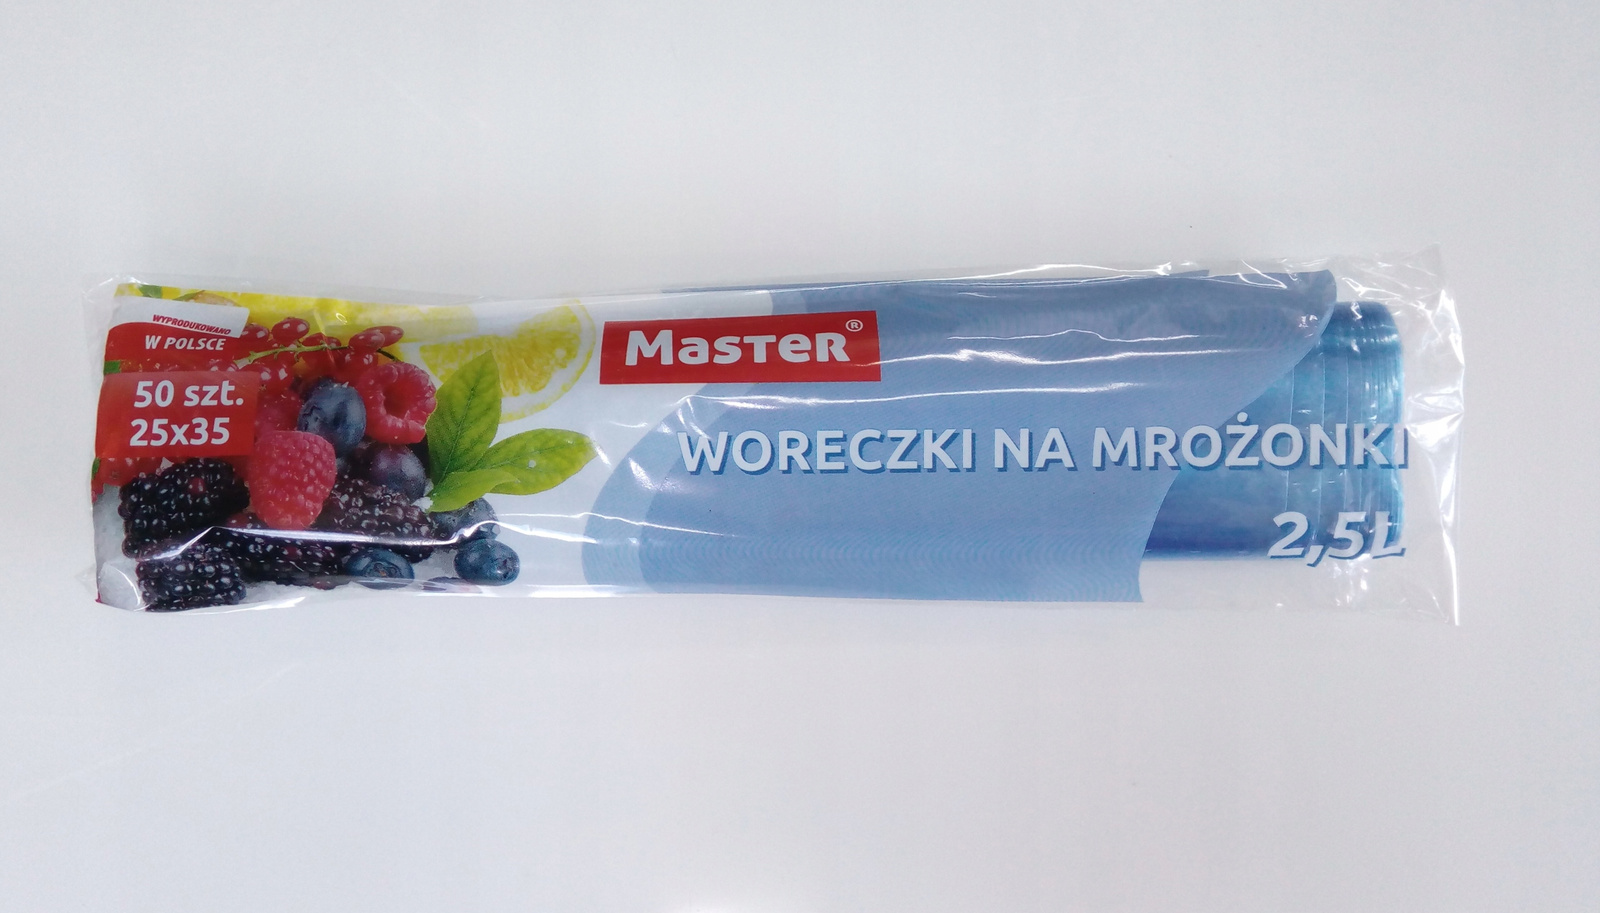 WYPRODUKOWANO
W POLSCE
50 szt.
25x35
MASTER®
WORECZKI NA MROŻONKI
2,5L